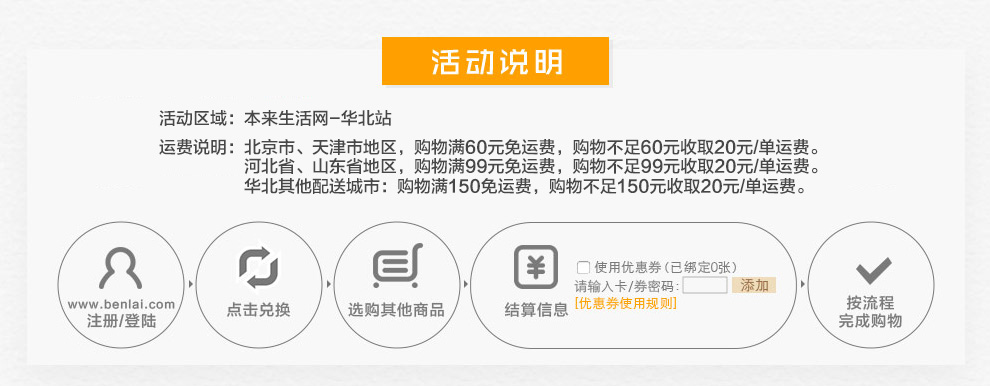 活动说明
活动区域：本来生活网-华北站
运费说明：北京市、天津市地区，购物满60元免运费，购物不足60元收取20元/单运费。
河北省、山东省地区，购物满99元免运费，购物不足99元收取20元/单运费。
华北其他配送城市：购物满150免运费，购物不足150元收取20元/单运费。
www.benlai.com
注册/登陆
点击兑换
选购其他商品
¥
结算信息
使用优惠券(已绑定0张)
请输入卡/券密码: 添加
[优惠券使用规则]
按流程
完成购物